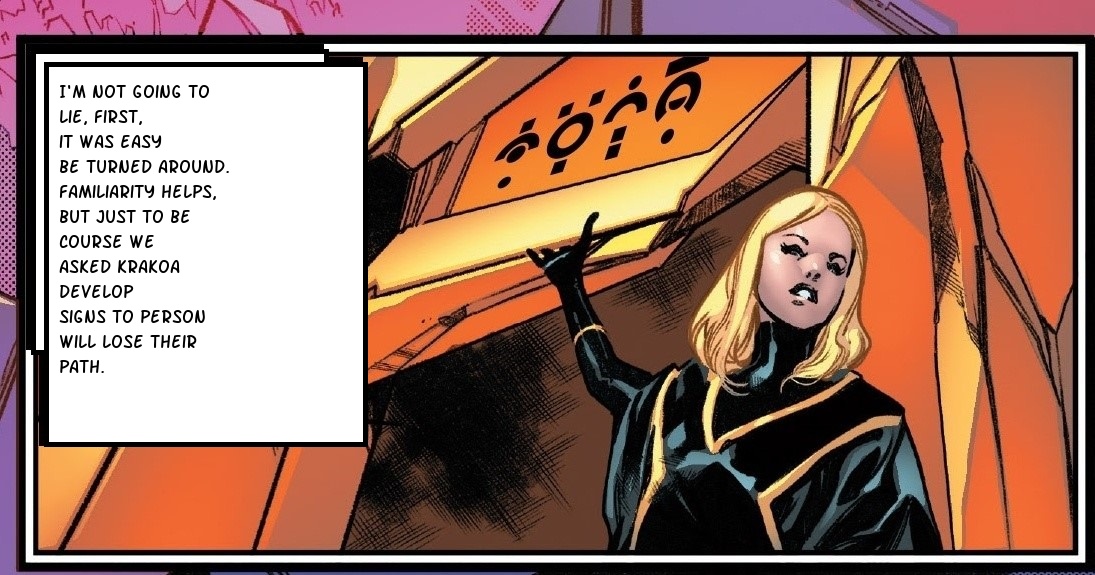 I'M NOT GOING TO
LIE, FIRST,
IT WAS EASY
BE TURNED AROUND.
FAMILIARITY HELPS,
BUT JUST TO BE
COURSE WE
ASKED KRAKOA
DEVELOP
SIGNS TO PERSON
WILL LOSE THEIR
PATH.